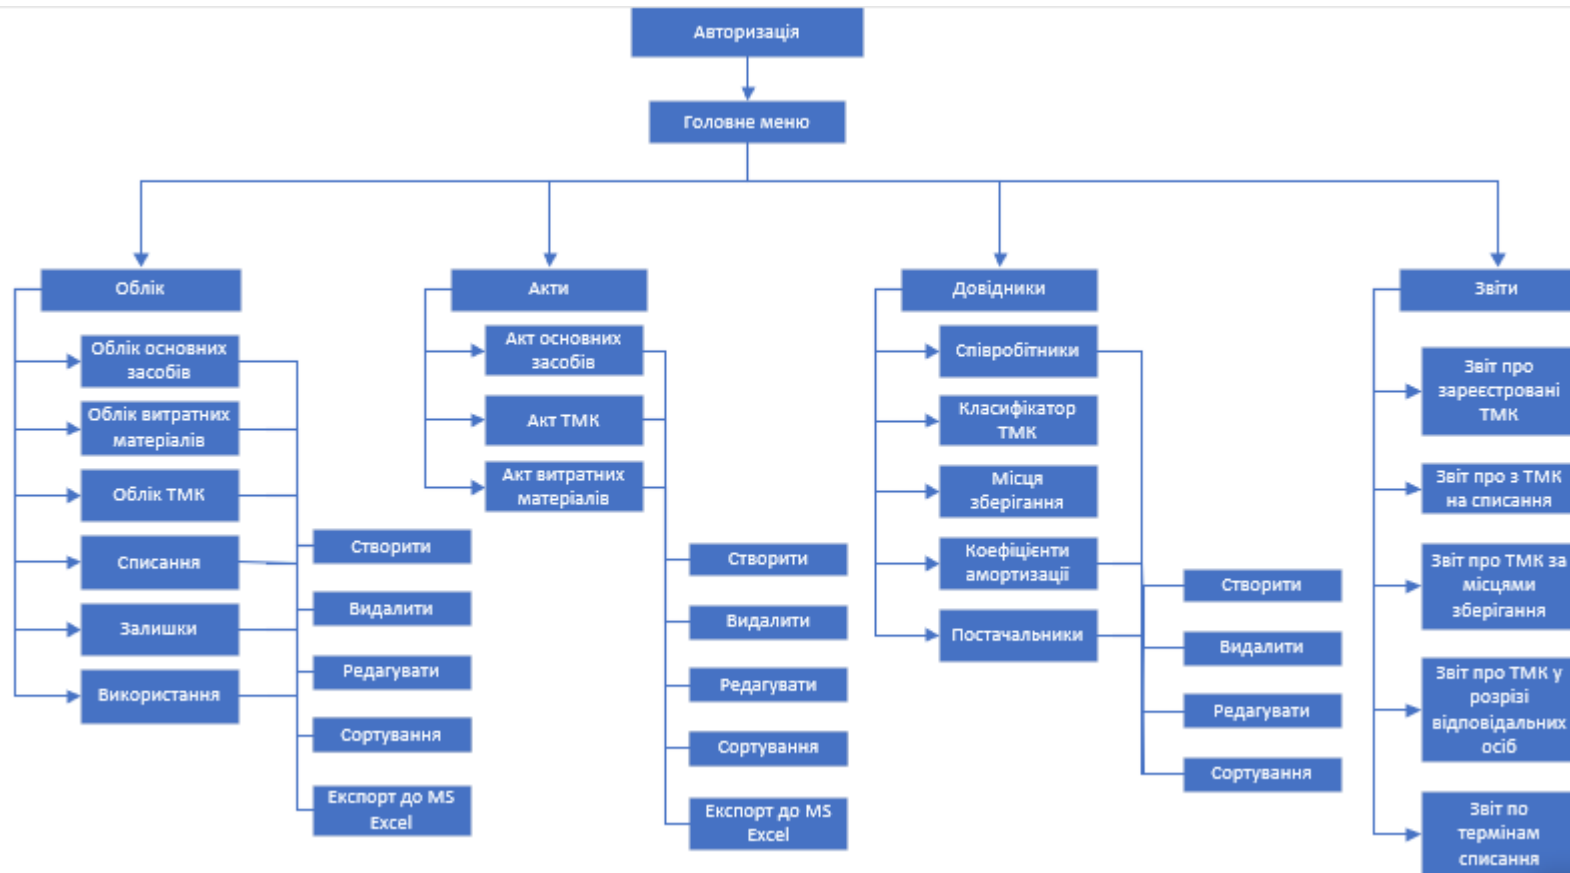 Авторизація
Головне меню
Облік
Облік основних
засобів
Облік витратних
матеріалів
Облік ТМК
Списання
Залишки
Використання
Створити
Видалити
Редагувати
Сортування
Експорт до MS
Excel
Акти
Акт основних
засобів
Акт ТМК
Акт витратних
матеріалів
Створити
Видалити
Редагувати
Сортування
Експорт до MS
Excel
Довідники
Співробітники
Класифікатор
ТМК
Місця
зберігання
Коефіцієнти
амортизації
Постачальники
Створити
Видалити
Редагувати
Сортування
Звіти
Звіт про
зареєстровані
ТМК
Звіт про з ТМК
на списання
Звіт про ТМК за
місцями
зберігання
Звіт про ТМК у
розрізі
відповідальних
осіб
Звіт по
термінам
списання